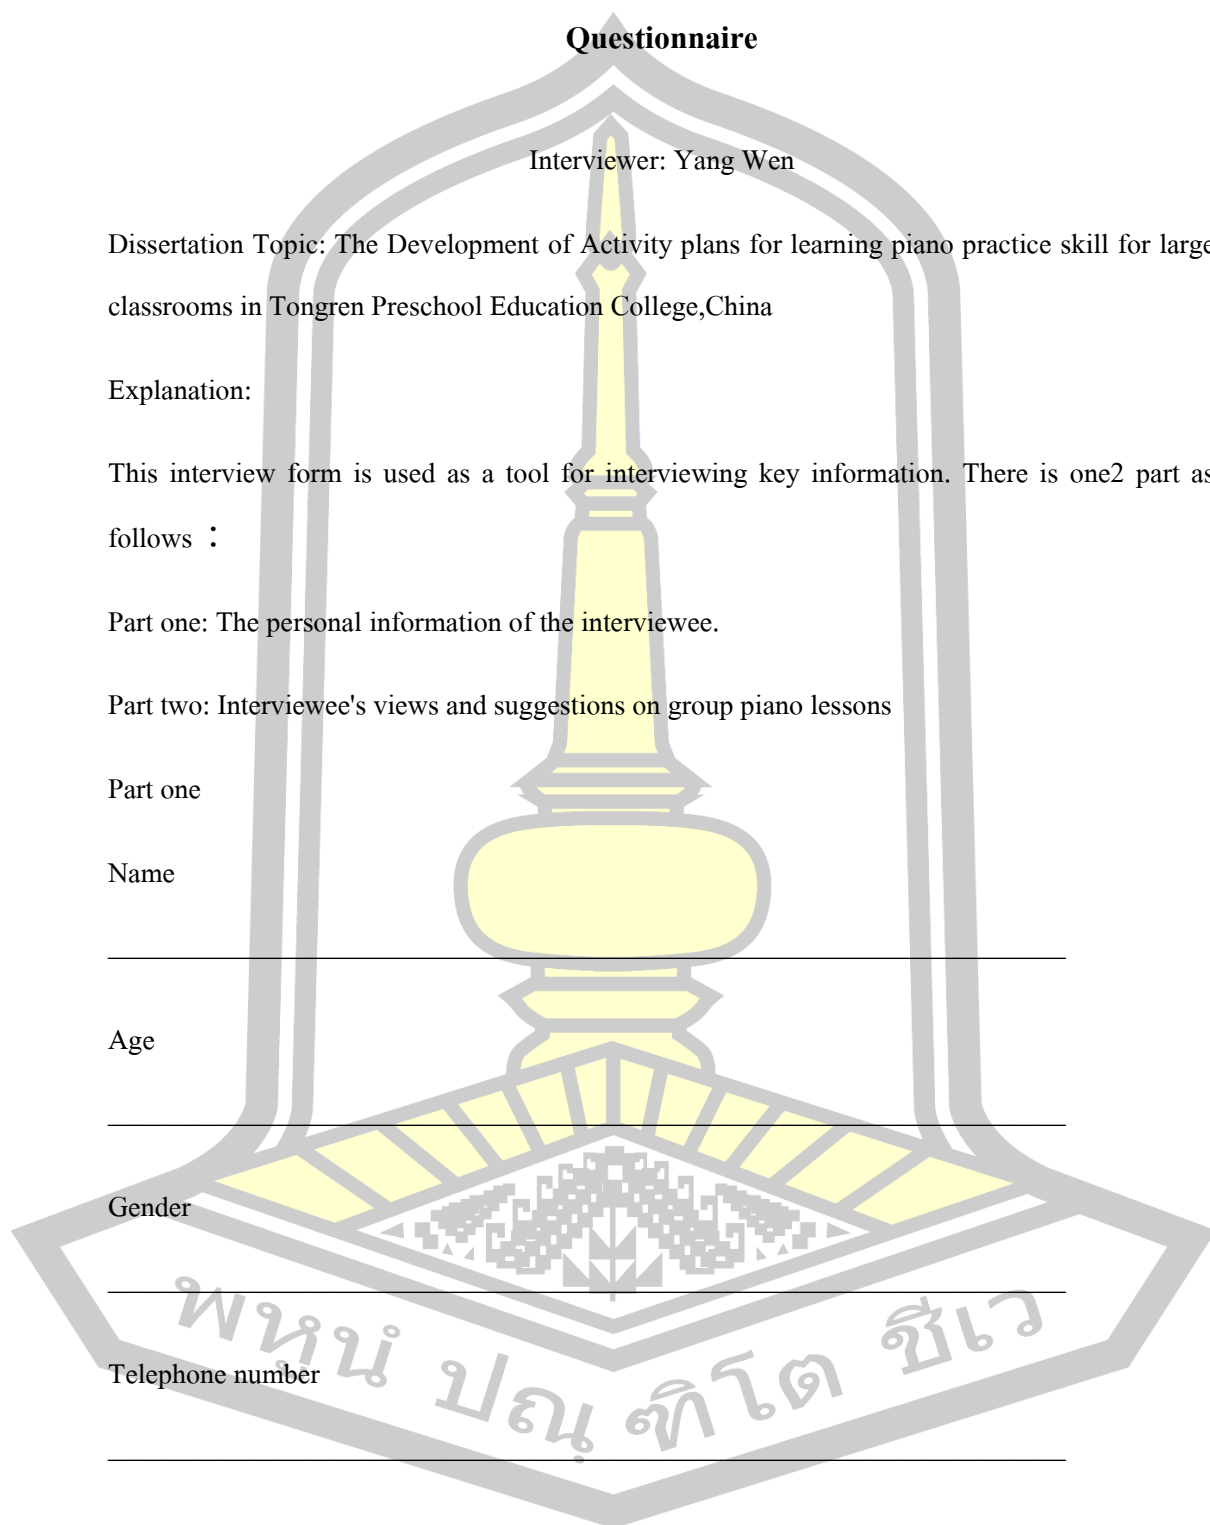 Questionnaire
Interviewer: Yang Wen
Dissertation Topic: The Development of Activity plans for learning piano practice skill for large
classrooms in Tongren Preschool Education College,China
Explanation:
This interview form is used as a tool for interviewing key information. There is one2 part as
follows：
Part one: The personal information of the interviewee.
Part two: Interviewee's views and suggestions on group piano lessons
Part one
Name
Age
Gender
Telephone number
พหุนํ ปณฺฑิโต ชีเว